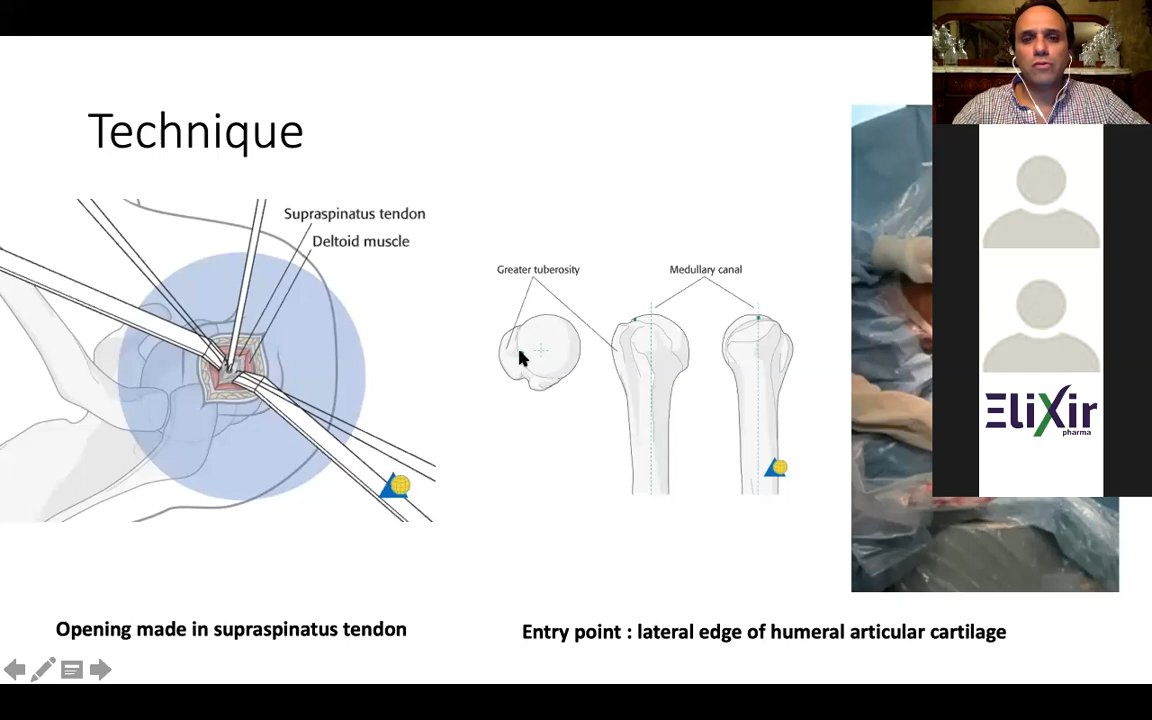 Technique
Supraspinatus tendon
Deltoid muscle
Greater tuberosity
Medullary canal
EliXir
pharma
Opening made in supraspinatus tendon
Entry point : lateral edge of humeral articular cartilage